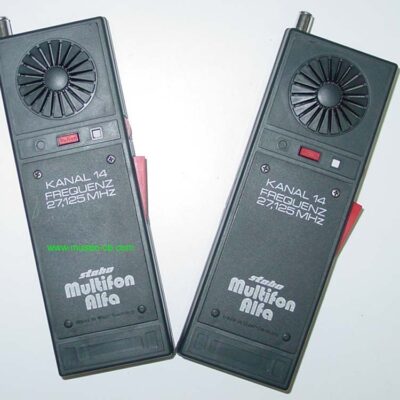 KANAL 14
FREQUENZ
27,125 MHz
stabo
Multifon
Alfa
www.museo-cb.com
KANAL 14
FREQUENZ
27,125 MHz
stabo
Multifon
Alfa